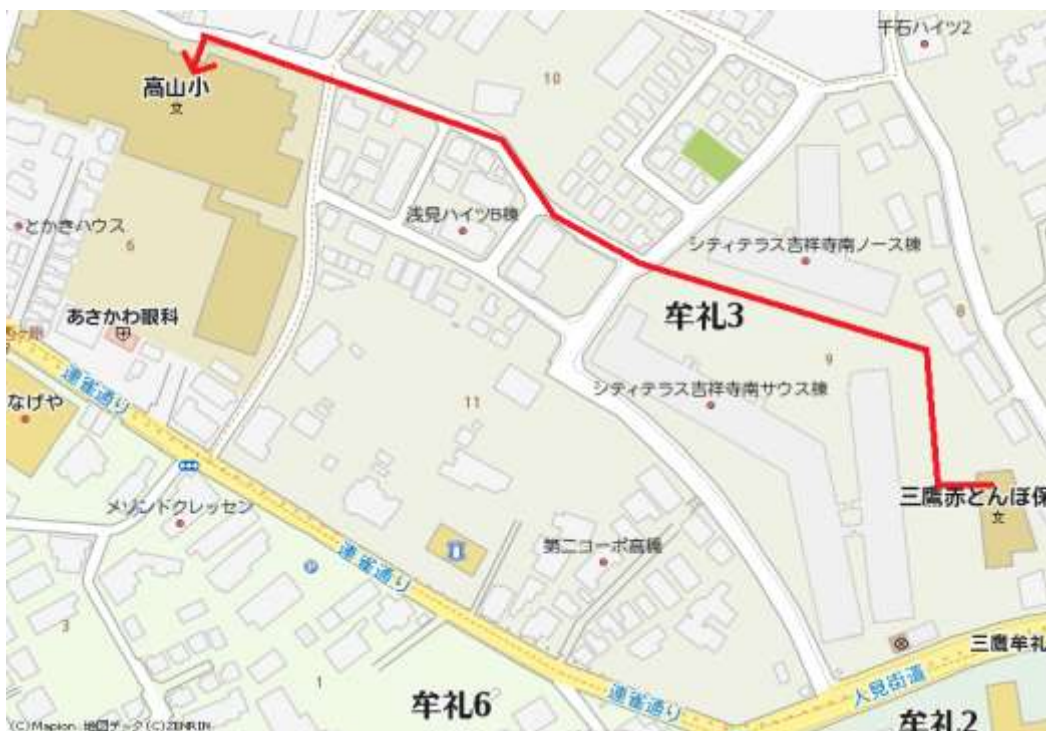 千石ハイツ2
10
高山小
文
浅見ハイツB棟
とかきハウス
6
シティテラス吉祥寺南ノース棟
あさかわ眼科
牟礼3
8
9
連雀通り
なげや
シティテラス吉祥寺南サウス棟
11
三鷹赤とんぼ保
文
メゾンドクレッセン
連雀通り
第二コーポ高橋
P
3
三鷹牟礼
1
連雀通り
人見街道
牟礼6
牟礼2
(C)Mapion 地図データ(C)ZENRIN